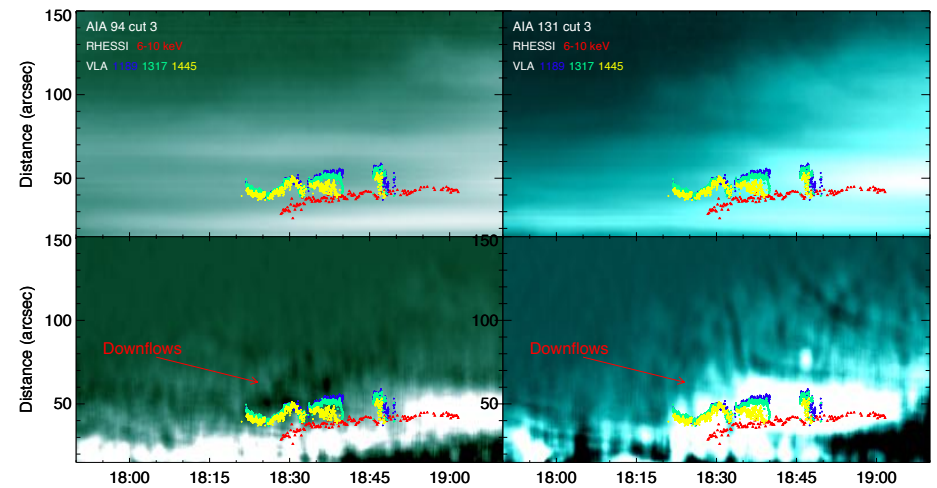 150
AIA 94 cut 3
AIA 131 cut 3
RHESSI 6-10 keV
RHESSI 6-10 keV
VLA 1189 1317 1445
VLA 1189 1317 1445
100
Distance (arcsec)
50
150
150
100
100
Downflows
Downflows
Distance (arcsec)
50
50
18:00 18:15 18:30 18:45 19:00
18:00 18:15 18:30 18:45 19:00